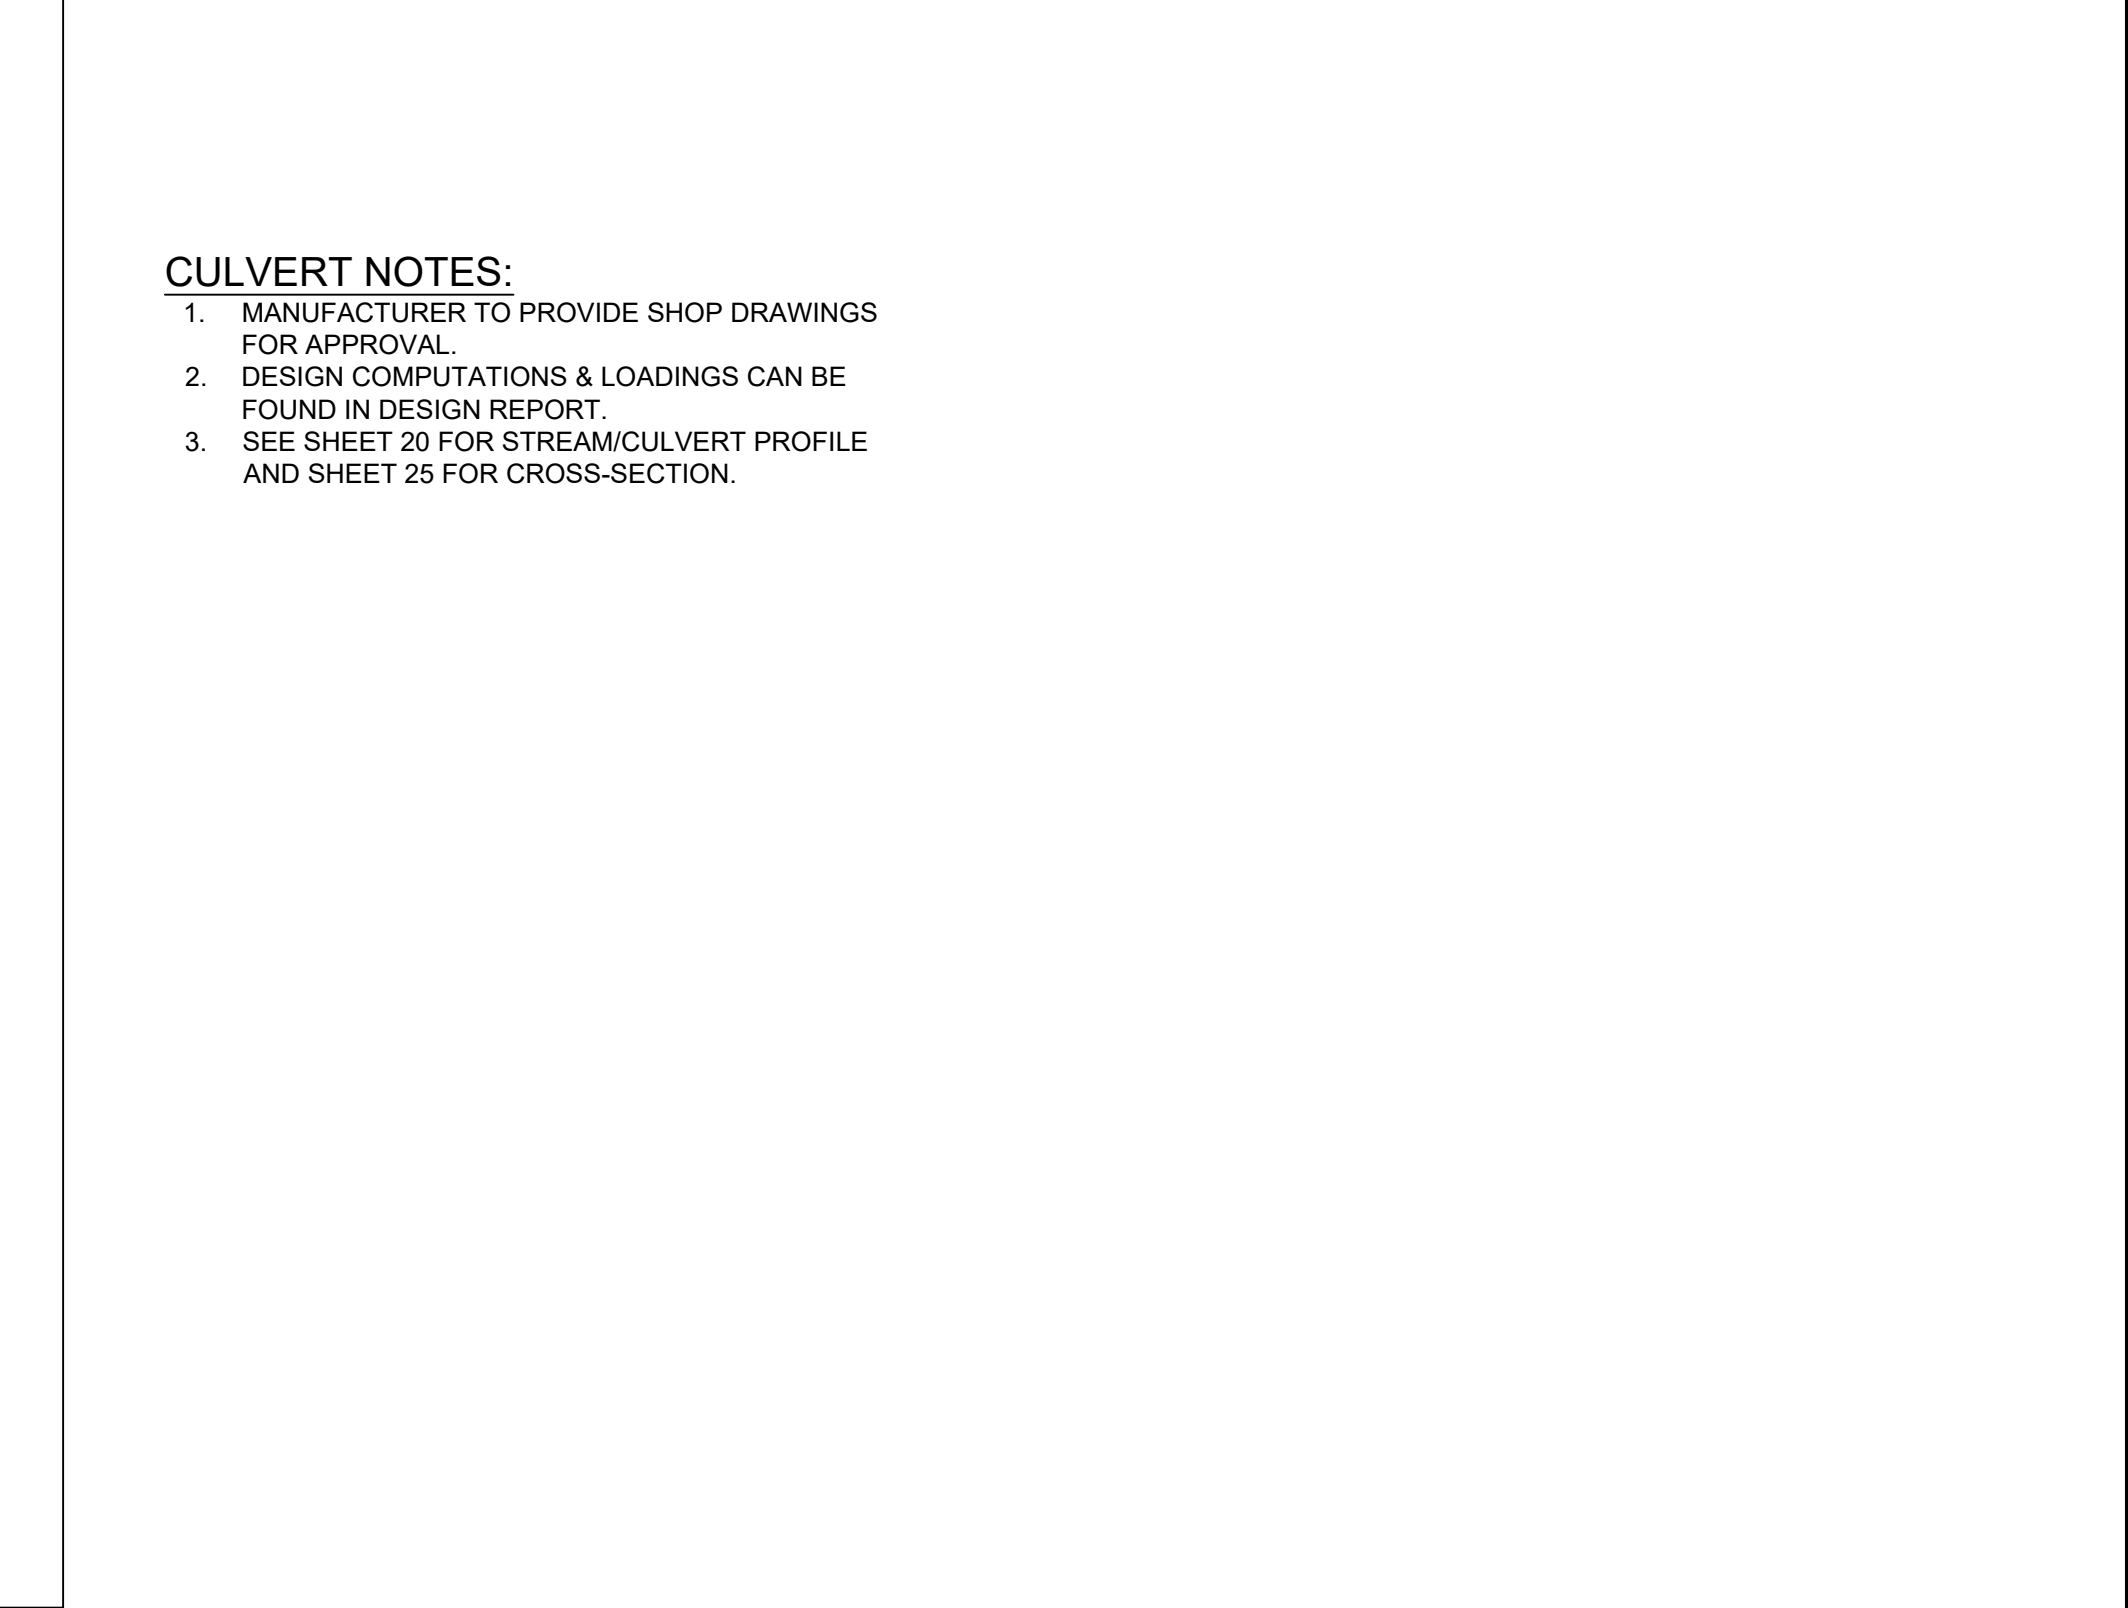 CULVERT NOTES:
1. MANUFACTURER TO PROVIDE SHOP DRAWINGS
FOR APPROVAL.
2. DESIGN COMPUTATIONS & LOADINGS CAN BE
FOUND IN DESIGN REPORT.
3. SEE SHEET 20 FOR STREAM/CULVERT PROFILE
AND SHEET 25 FOR CROSS-SECTION.